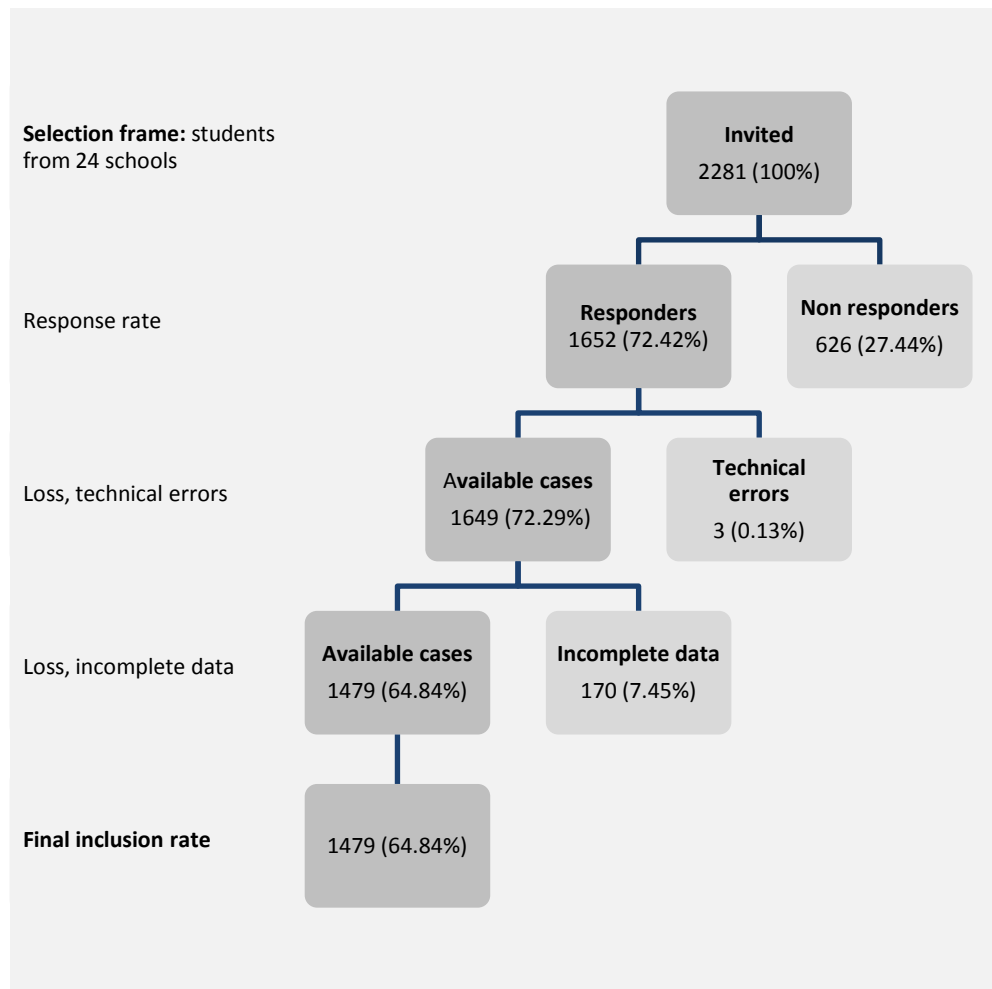 Selection frame: students
from 24 schools
Invited
2281 (100%)
Response rate
Responders
1652 (72.42%)
Non responders
626 (27.44%)
Loss, technical errors
Available cases
1649 (72.29%)
Technical
errors
3 (0.13%)
Loss, incomplete data
Available cases
1479 (64.84%)
Incomplete data
170 (7.45%)
Final inclusion rate
1479 (64.84%)